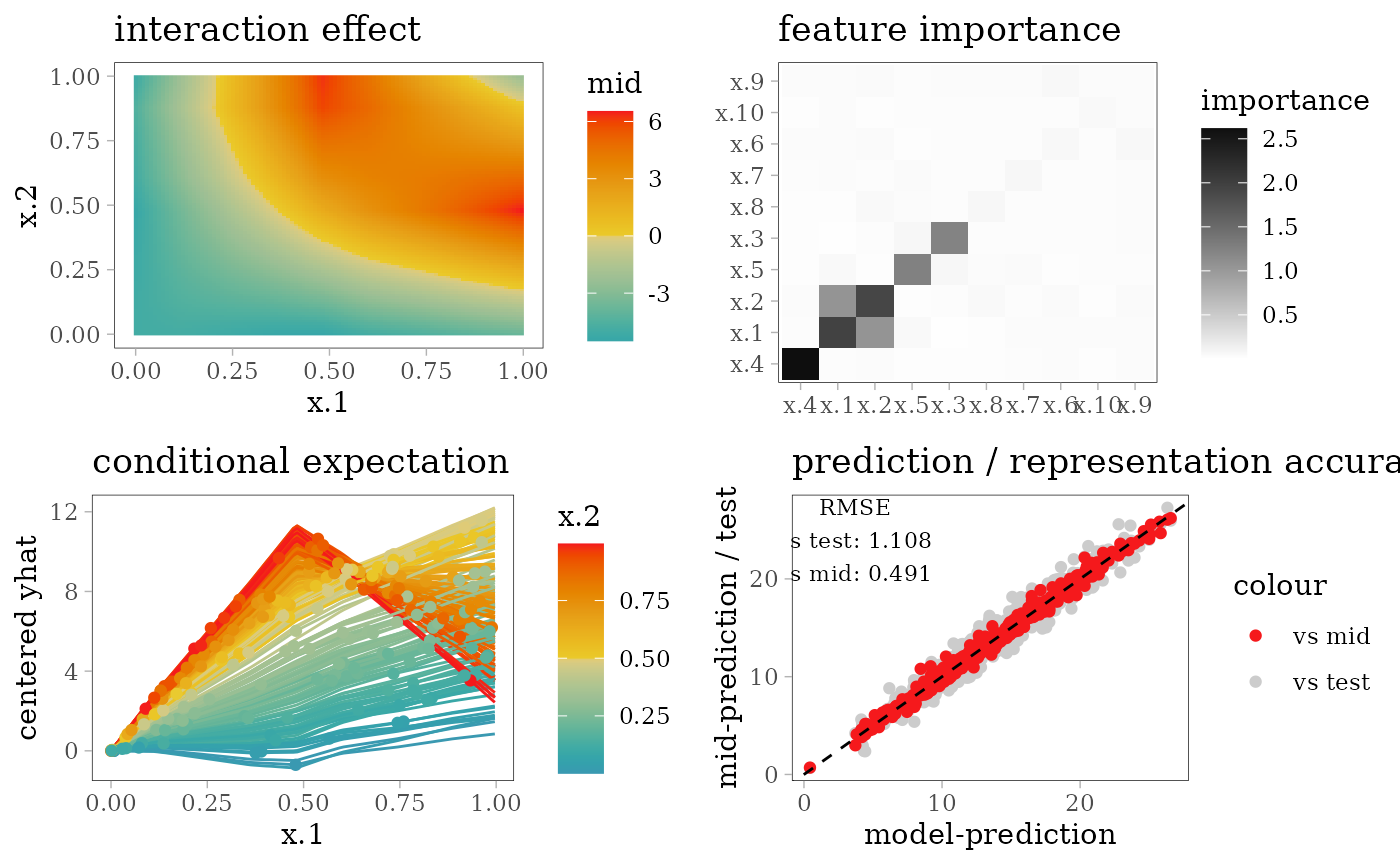 interaction effect
mid
1.00
0.75
0.50
0.25
0.00
x.2
0.00 0.25 0.50 0.75 1.00
x.1
6
3
0
-3
feature importance
x.9
x.10
x.6
x.7
x.8
x.3
x.5
x.2
x.1
x.4
x.4 x.1 x.2 x.5 x.3 x.8 x.7 x.6 x.10 x.9
importance
2.5
2.0
1.5
1.0
0.5
conditional expectation
12
8
4
0
centered yhat
0.00 0.25 0.50 0.75 1.00
x.1
x.2
0.75
0.50
0.25
prediction / representation accura
RMSE
s test: 1.108
s mid: 0.491
20
10
0
mid-prediction / test
0 10 20
model-prediction
colour
vs mid
vs test